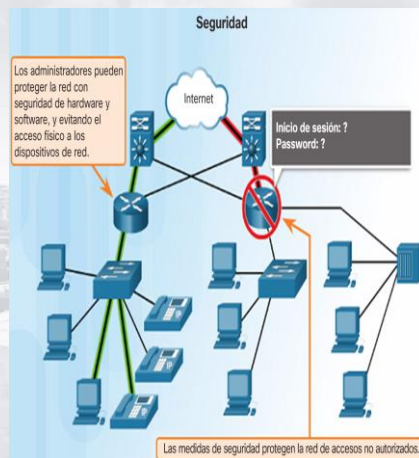 Seguridad
Los administradores pueden
proteger la red con
seguridad de hardware y
software, y evitando el
acceso físico a los
dispositivos de red.
Internet
Inicio de sesión: ?
Password: ?
Las medidas de seguridad protegen la red de accesos no autorizados.